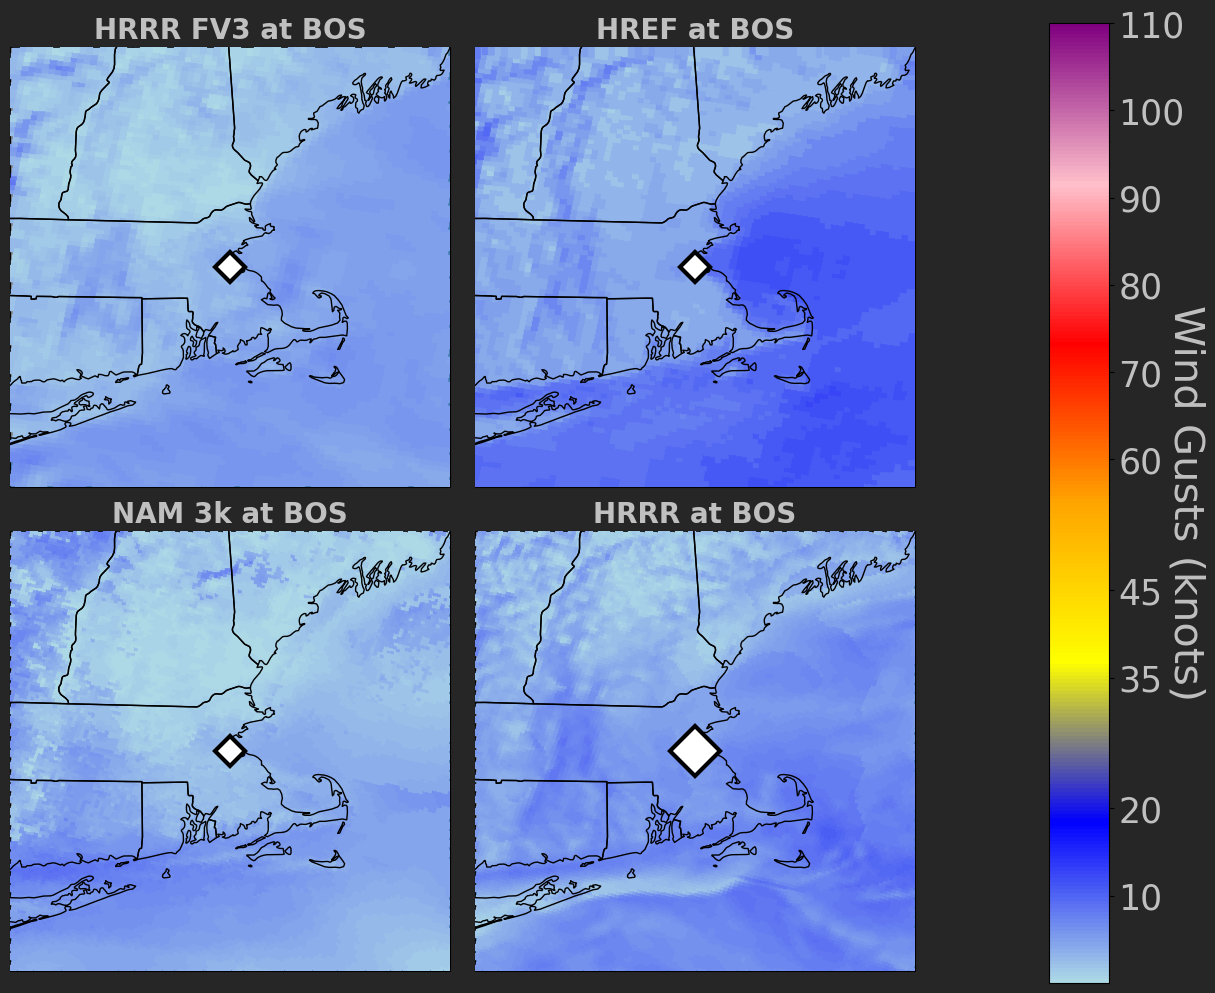 HRRR FV3 at BOS
HREF at BOS
NAM 3k at BOS
HRRR at BOS
110
100
90
80
70
60
45
35
20
10
Wind Gusts (knots)